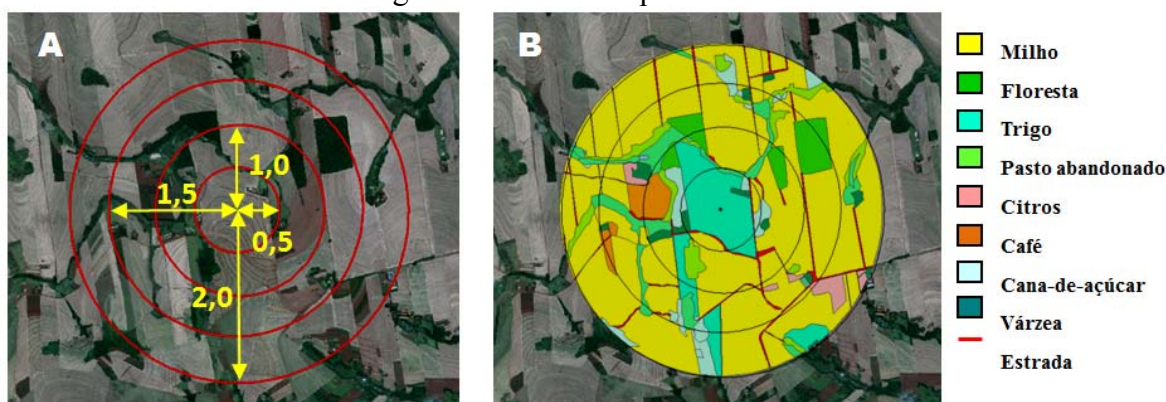 A
1,0
1,5
0,5
2,0
B
Milho
Floresta
Trigo
Pasto abandonado
Citros
Café
Cana-de-açúcar
Várzea
Estrada